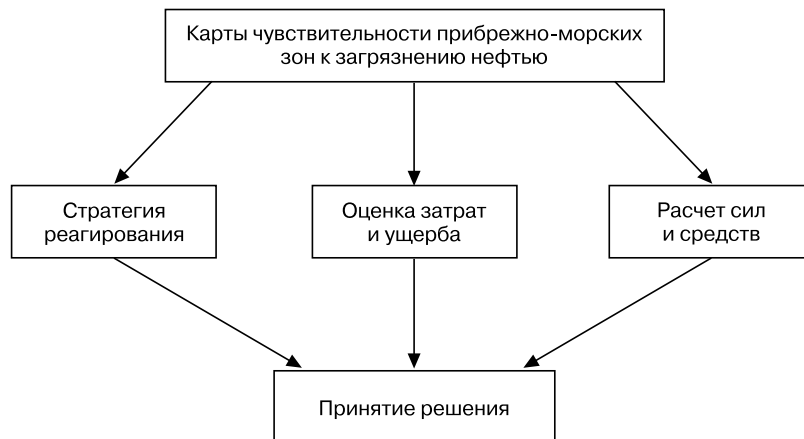 Карты чувствительности прибрежно-морских
зон к загрязнению нефтью
Стратегия
реагирования
Оценка затрат
и ущерба
Расчет сил
и средств
Принятие решения